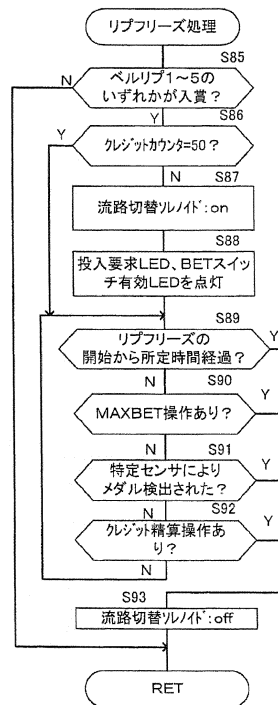 リプフリーズ処理
S85
N
ベルリプ1～5の
いずれかが入賞？
Y
S86
Y
クレジットカウンタ=50？
N
S87
流路切替ソレノイド:on
S88
投入要求LED、BETスイッ
チ有効LEDを点灯
S89
リプフリーズの
開始から所定時間経過？
Y
N
S90
MAXBET操作あり？
Y
N
S91
特定センサにより
メダル検出された？
Y
N
S92
クレジット精算操作あ
り？
Y
N
S93
流路切替ソレノイド:off
RET